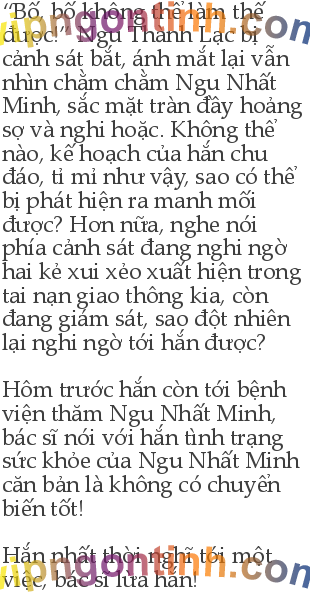 “Bố, bố không thể làm thế
được!” Ngu Thanh Lạc bị
cảnh sát bắt, ánh mắt lại vẫn
nhìn chằm chằm Ngu Nhất
Minh, sắc mặt tràn đầy hoảng
sợ và nghi hoặc. Không thể
nào, kế hoạch của hắn chu
đáo, tỉ mỉ như vậy, sao có thể
bị phát hiện ra manh mối
được? Hơn nữa, nghe nói
phía cảnh sát đang nghi ngờ
hai kẻ xui xẻo xuất hiện trong
tai nạn giao thông kia, còn
đang giám sát, sao đột nhiên
lại nghi ngờ tới hắn được?
Hôm trước hắn còn tới bệnh
viện thăm Ngu Nhất Minh,
bác sĩ nói với hắn tình trạng
sức khỏe của Ngu Nhất Minh
căn bản là không có chuyển
biến tốt!
Hắn nhất thời nghĩ tới một
việc, bác sĩ lừa hắn!
vipngontinh.com
vipngontinh.com